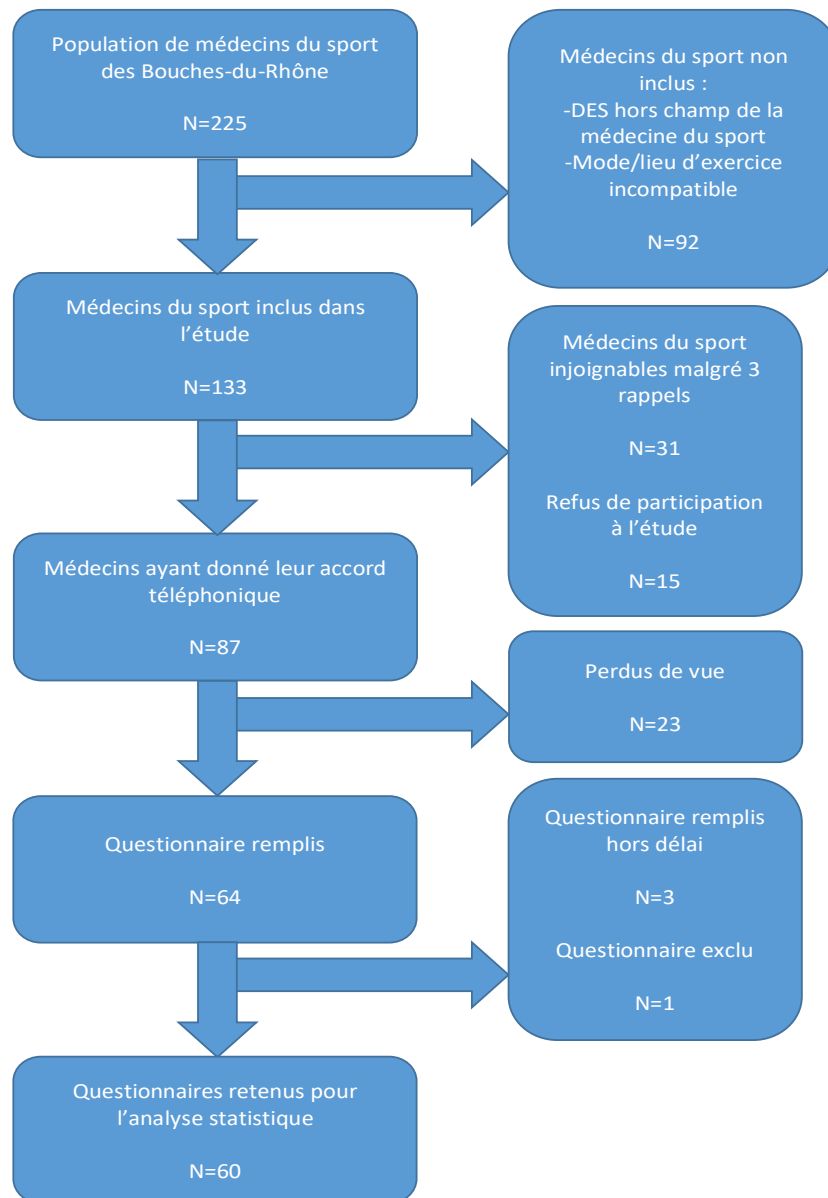 Population de médecins du sport
des Bouches-du-Rhône
N=225
Médecins du sport non
inclus :
-DES hors champ de la
médecine du sport
-Mode/lieu d'exercice
incompatible
N=92
Médecins du sport inclus dans
l'étude
N=133
Médecins du sport
injoignables malgré 3
rappels
N=31
Refus de participation
à l'étude
N=15
Médecins ayant donné leur accord
téléphonique
N=87
Perdus de vue
N=23
Questionnaire remplis
N=64
Questionnaire remplis
hors délai
N=3
Questionnaire exclu
N=1
Questionnaires retenus pour
l'analyse statistique
N=60